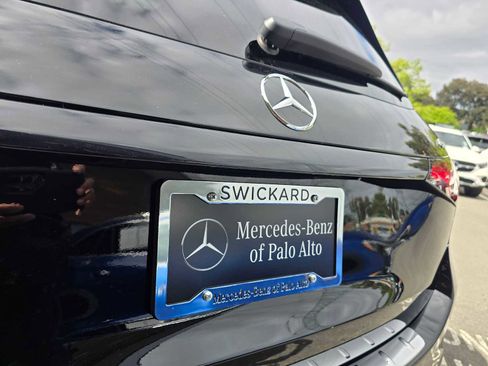 SWICKARD
Mercedes-Benz
of Palo Alto
Mercedes-Benz of Palo Alto